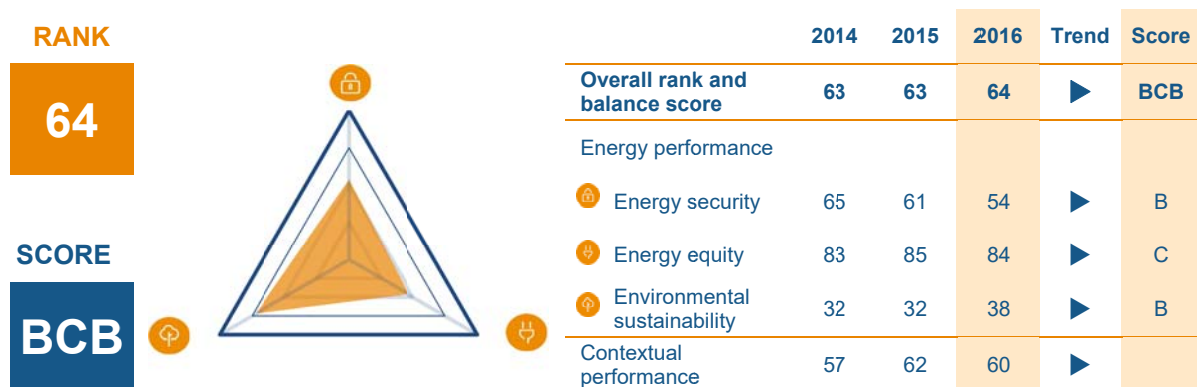 RANK
64
SCORE
BCB
2014 2015 2016 Trend Score
Overall rank and
balance score 63 63 64 BCB
Energy performance
Energy security 65 61 54 B
Energy equity 83 85 84 C
Environmental
sustainability 32 32 38 B
Contextual
performance 57 62 60